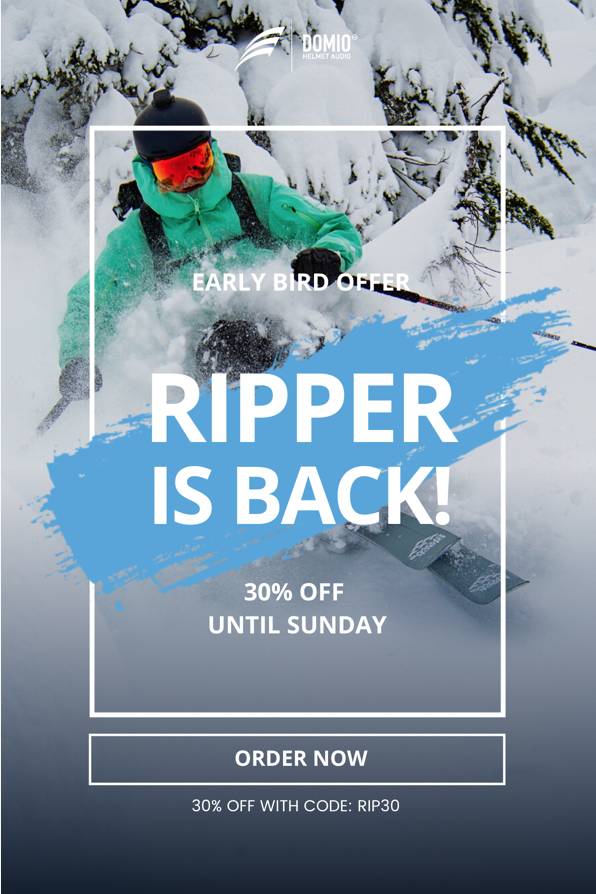 DOMIO
HELMET AUDIO
EARLY BIRD OFFER
RIPPER
IS BACK!
30% OFF
UNTIL SUNDAY
ORDER NOW
30% OFF WITH CODE: RIP30